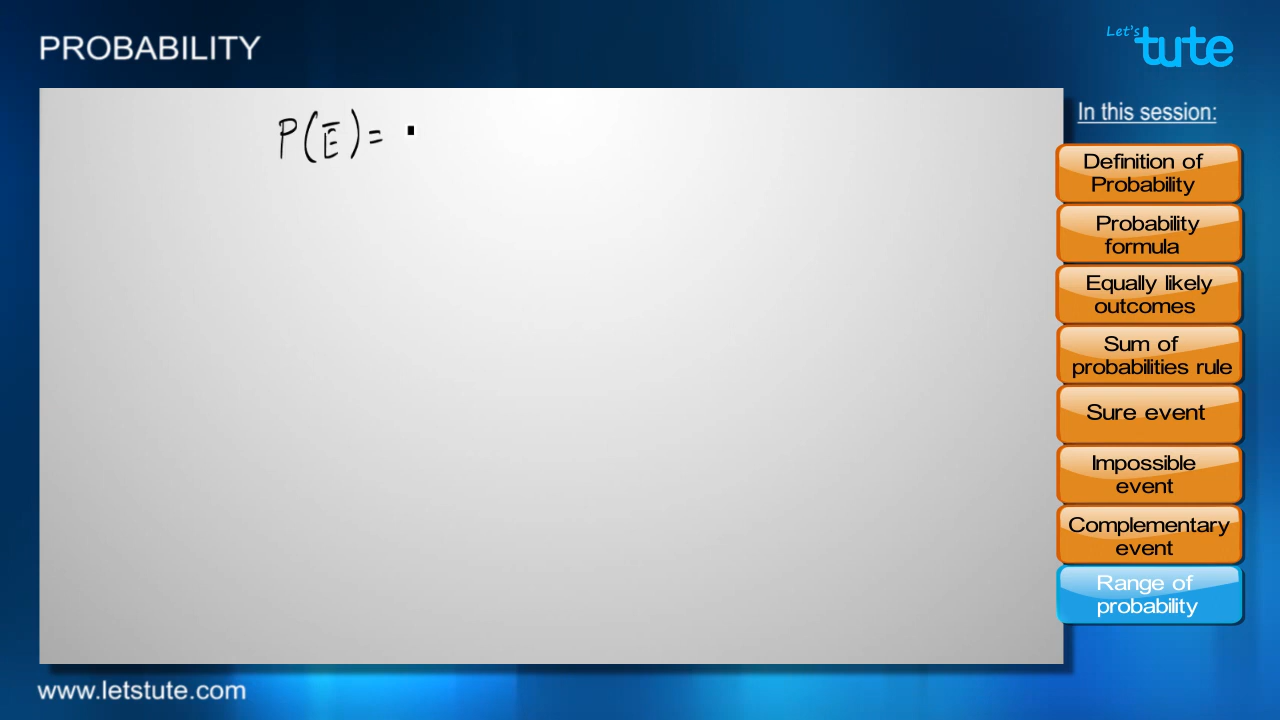 PROBABILITY
Let's
tute
P(E̅) =
In this session:
Definition of
Probability
Probability
formula
Equally likely
outcomes
Sum of
probabilities rule
Sure event
Impossible
event
Complementary
event
Range of
probability
www.letstute.com